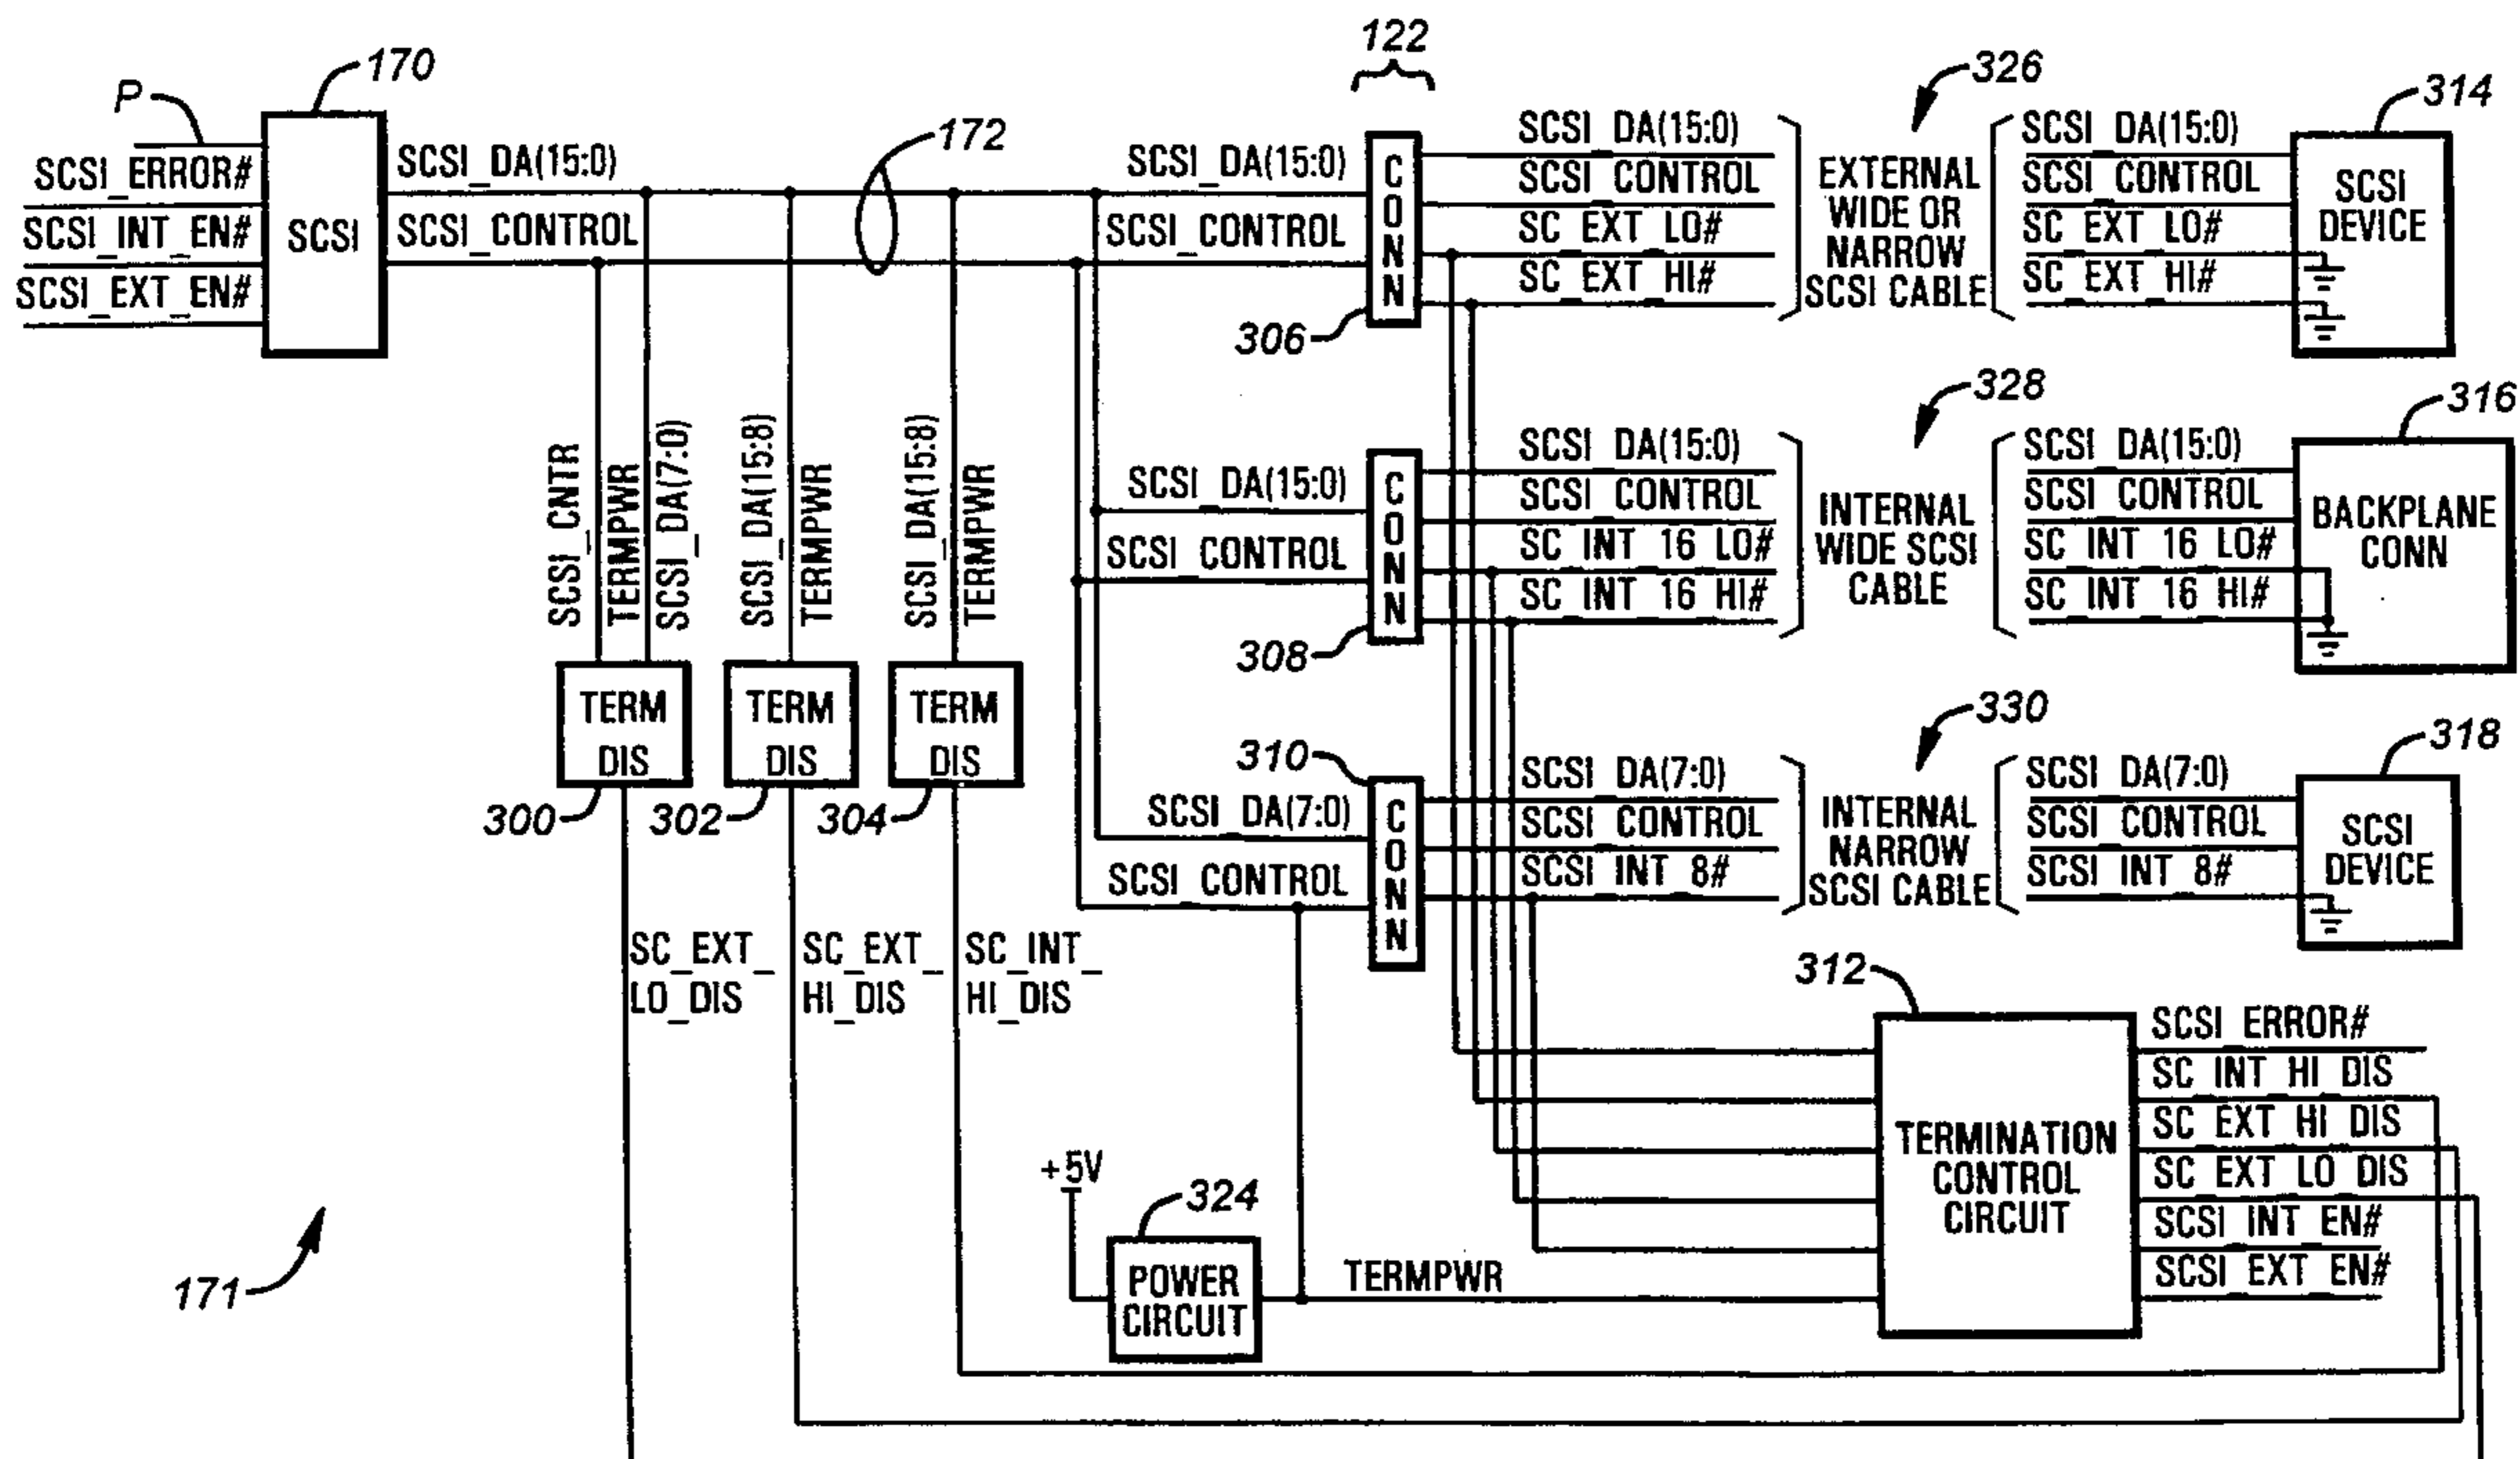 122
170
P
SCSI_ERROR#
SCSI_INT_EN#
SCSI_EXT_EN#
SCSI
SCSI_DA(15:0)
SCSI_CONTROL
172
SCSI_DA(15:0)
SCSI_CONTROL
CONN
306
SCSI_DA(15:0)
SCSI_CONTROL
SC_EXT_LO#
SC_EXT_HI#
326
EXTERNAL
WIDE OR
NARROW
SCSI CABLE
SCSI_DA(15:0)
SCSI_CONTROL
SC_EXT_LO#
SC_EXT_HI#
314
SCSI
DEVICE
SCSI_CNTR
TERMPWR
SCSI_DA(7:0)
SCSI_DA(15:8)
TERMPWR
SCSI_DA(15:8)
TERMPWR
SCSI_DA(15:0)
SCSI_CONTROL
CONN
308
SCSI_DA(15:0)
SCSI_CONTROL
SC_INT_16_LO#
SC_INT_16_HI#
328
INTERNAL
WIDE SCSI
CABLE
SCSI_DA(15:0)
SCSI_CONTROL
SC_INT_16_LO#
SC_INT_16_HI#
316
BACKPLANE
CONN
TERM
DIS
300
TERM
DIS
302
TERM
DIS
304
310
SCSI_DA(7:0)
SCSI_CONTROL
CONN
SCSI_DA(7:0)
SCSI_CONTROL
SCSI_INT_8#
330
INTERNAL
NARROW
SCSI CABLE
SCSI_DA(7:0)
SCSI_CONTROL
SCSI_INT_8#
318
SCSI
DEVICE
SC_EXT_
LO_DIS
SC_EXT_
HI_DIS
SC_INT_
HI_DIS
312
TERMINATION
CONTROL
CIRCUIT
SCSI_ERROR#
SC_INT_HI_DIS
SC_EXT_HI_DIS
SC_EXT_LO_DIS
SCSI_INT_EN#
SCSI_EXT_EN#
+5V
324
POWER
CIRCUIT
TERMPWR
171